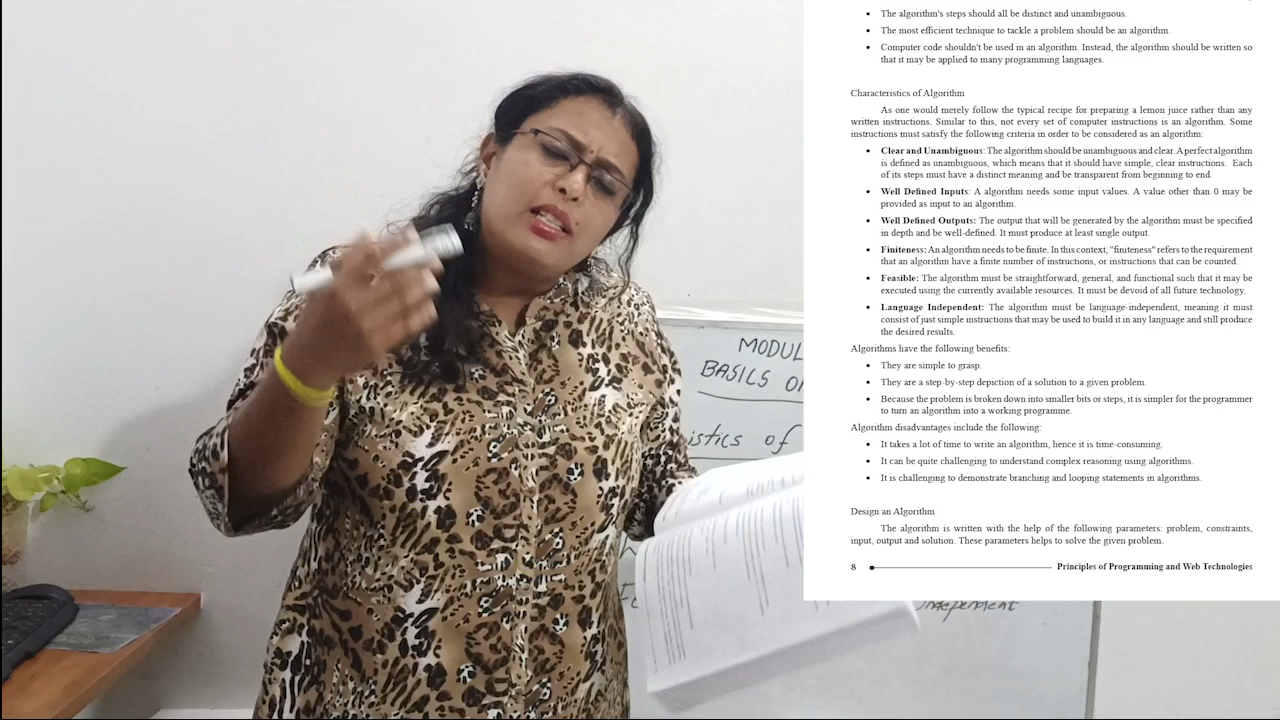 The algorithm's steps should all be distinct and unambiguous.
The most efficient technique to tackle a problem should be an algorithm.
Computer code shouldn't be used in an algorithm. Instead, the algorithm should be written so
that it may be applied to many programming languages.
Characteristics of Algorithm
As one would merely follow the typical recipe for preparing a lemon juice rather than any
written instructions. Similar to this, not every set of computer instructions is an algorithm. Some
instructions must satisfy the following criteria in order to be considered as an algorithm:
Clear and Unambiguous: The algorithm should be unambiguous and clear. A perfect algorithm
is defined as unambiguous, which means that it should have simple, clear instructions. Each
of its steps must have a distinct meaning and be transparent from beginning to end.
Well Defined Inputs: A algorithm needs some input values. A value other than 0 may be
provided as input to an algorithm.
Well Defined Outputs: The output that will be generated by the algorithm must be specified
in depth and be well-defined. It must produce at least single output.
Finiteness: An algorithm needs to be finite. In this context, "finiteness" refers to the requirement
that an algorithm have a finite number of instructions, or instructions that can be counted.
Feasible: The algorithm must be straightforward, general, and functional such that it may be
executed using the currently available resources. It must be devoid of all future technology.
Language Independent: The algorithm must be language-independent, meaning it must
consist of just simple instructions that may be used to build it in any language and still produce
the desired results.
Algorithms have the following benefits:
They are simple to grasp.
They are a step-by-step depiction of a solution to a given problem.
Because the problem is broken down into smaller bits or steps, it is simpler for the programmer
to turn an algorithm into a working programme.
Algorithm disadvantages include the following:
It takes a lot of time to write an algorithm, hence it is time-consuming.
It can be quite challenging to understand complex reasoning using algorithms.
It is challenging to demonstrate branching and looping statements in algorithms.
Design an Algorithm
The algorithm is written with the help of the following parameters: problem, constraints,
input, output and solution. These parameters helps to solve the given problem.
8 Principles of Programming and Web Technologies
MODUL
BASILS O
istics of